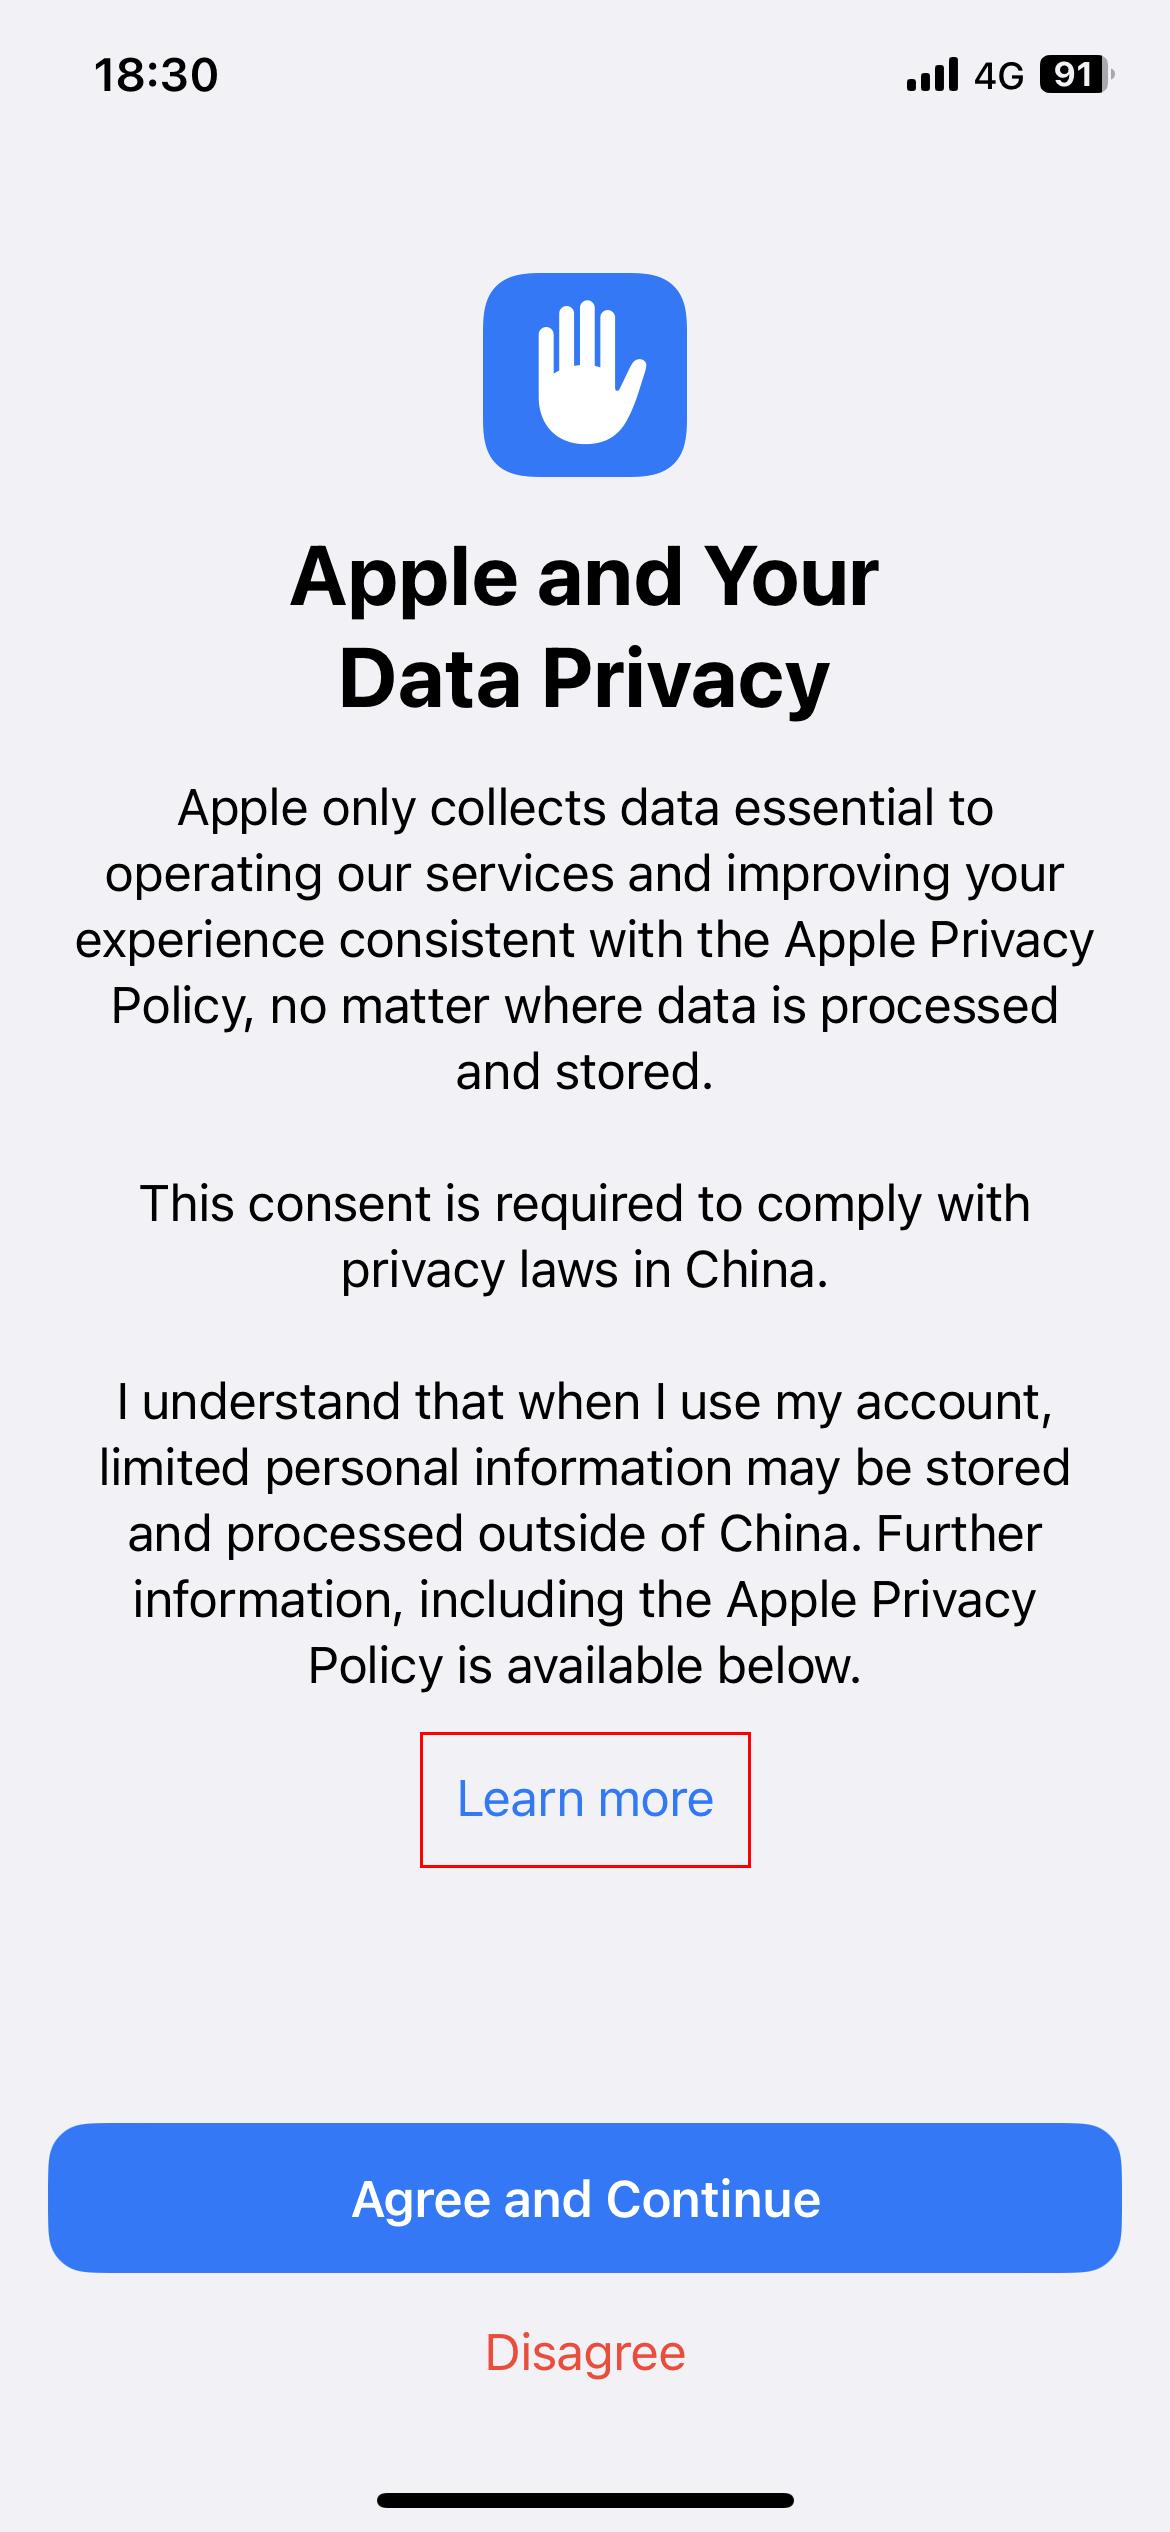 18:30
4G 91
Apple and Your
Data Privacy
Apple only collects data essential to
operating our services and improving your
experience consistent with the Apple Privacy
Policy, no matter where data is processed
and stored.
This consent is required to comply with
privacy laws in China.
I understand that when I use my account,
limited personal information may be stored
and processed outside of China. Further
information, including the Apple Privacy
Policy is available below.
Learn more
Agree and Continue
Disagree